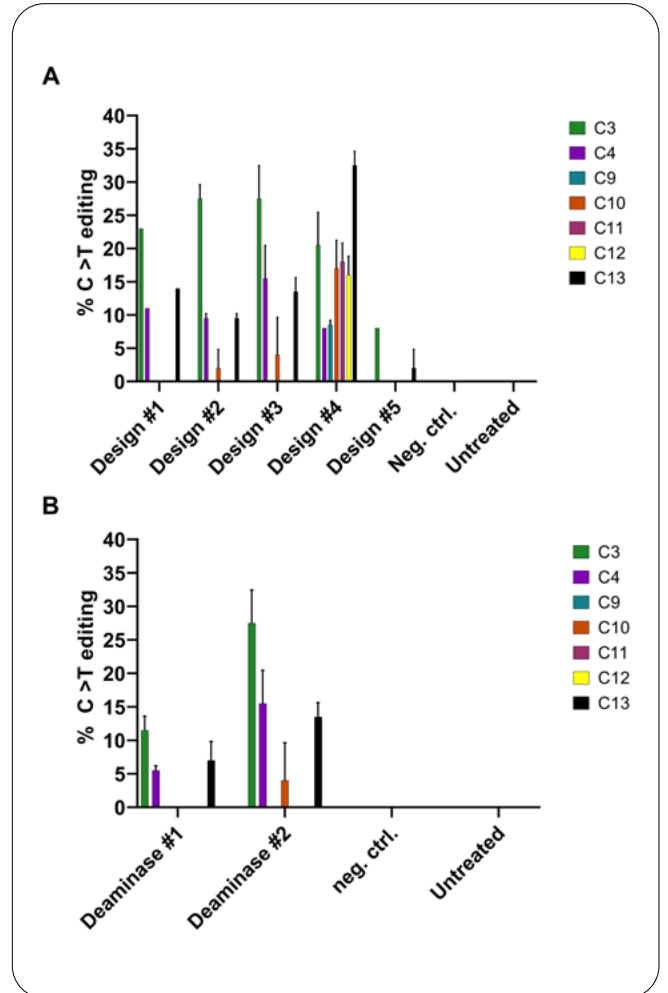 A
% C >T editing
40
35
30
25
20
15
10
5
0
Design #1
Design #2
Design #3
Design #4
Design #5
Neg. ctrl.
Untreated
C3
C4
C9
C10
C11
C12
C13
B
% C >T editing
40
35
30
25
20
15
10
5
0
Deaminase #1
Deaminase #2
neg. ctrl.
Untreated
C3
C4
C9
C10
C11
C12
C13